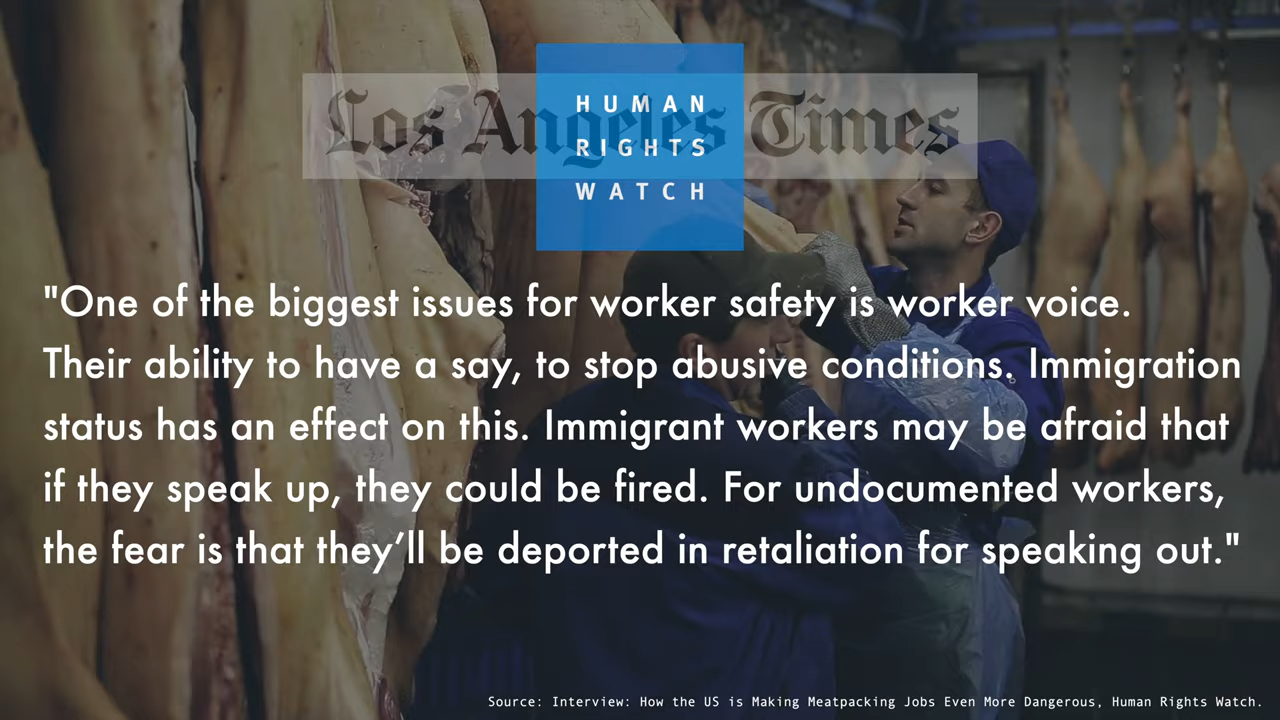 Los Angeles Times
HUMAN
RIGHTS
WATCH
"One of the biggest issues for worker safety is worker voice.
Their ability to have a say, to stop abusive conditions. Immigration
status has an effect on this. Immigrant workers may be afraid that
if they speak up, they could be fired. For undocumented workers,
the fear is that they’ll be deported in retaliation for speaking out."
Source: Interview: How the US is Making Meatpacking Jobs Even More Dangerous, Human Rights Watch.